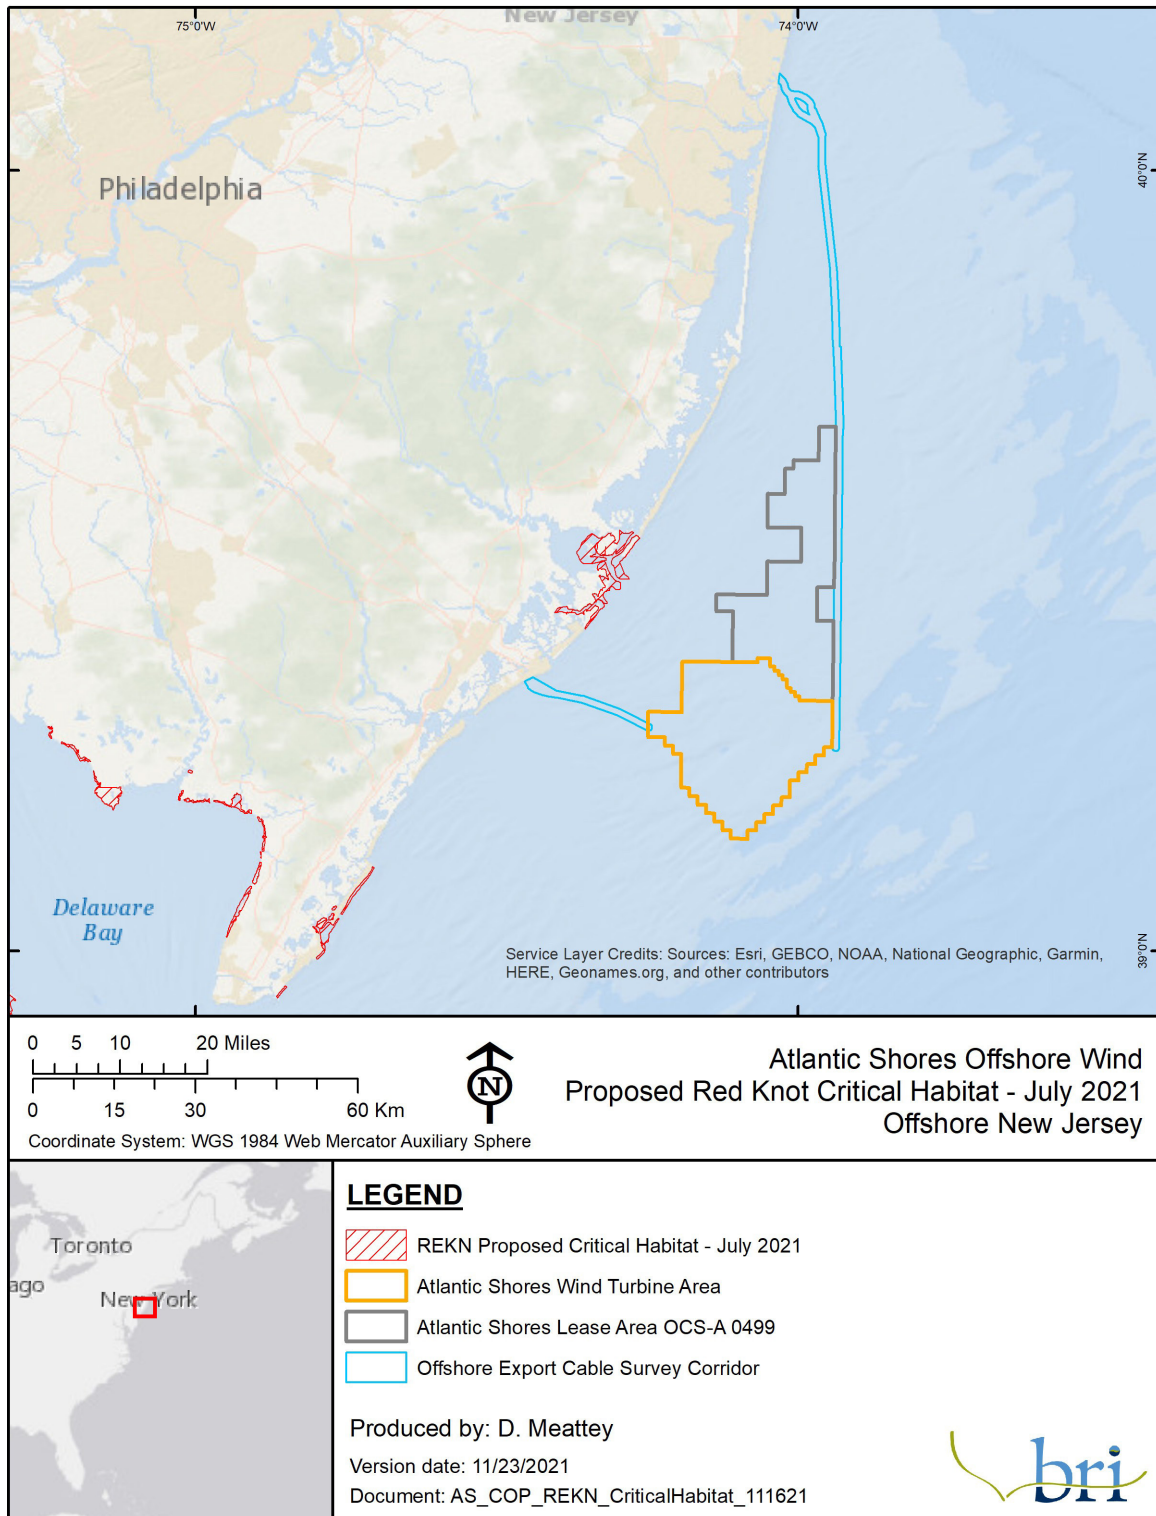 New Jersey
75°0'W
74°0'W
40°0'N
Philadelphia
Delaware
Bay
39°0'N
Service Layer Credits: Sources: Esri, GEBCO, NOAA, National Geographic, Garmin,
HERE, Geonames.org, and other contributors
0 5 10 20 Miles
0 15 30 60 Km
Coordinate System: WGS 1984 Web Mercator Auxiliary Sphere
N
Atlantic Shores Offshore Wind
Proposed Red Knot Critical Habitat - July 2021
Offshore New Jersey
Toronto
ago
New York
LEGEND
REKN Proposed Critical Habitat - July 2021
Atlantic Shores Wind Turbine Area
Atlantic Shores Lease Area OCS-A 0499
Offshore Export Cable Survey Corridor
Produced by: D. Meattey
Version date: 11/23/2021
Document: AS_COP_REKN_CriticalHabitat_111621
bri